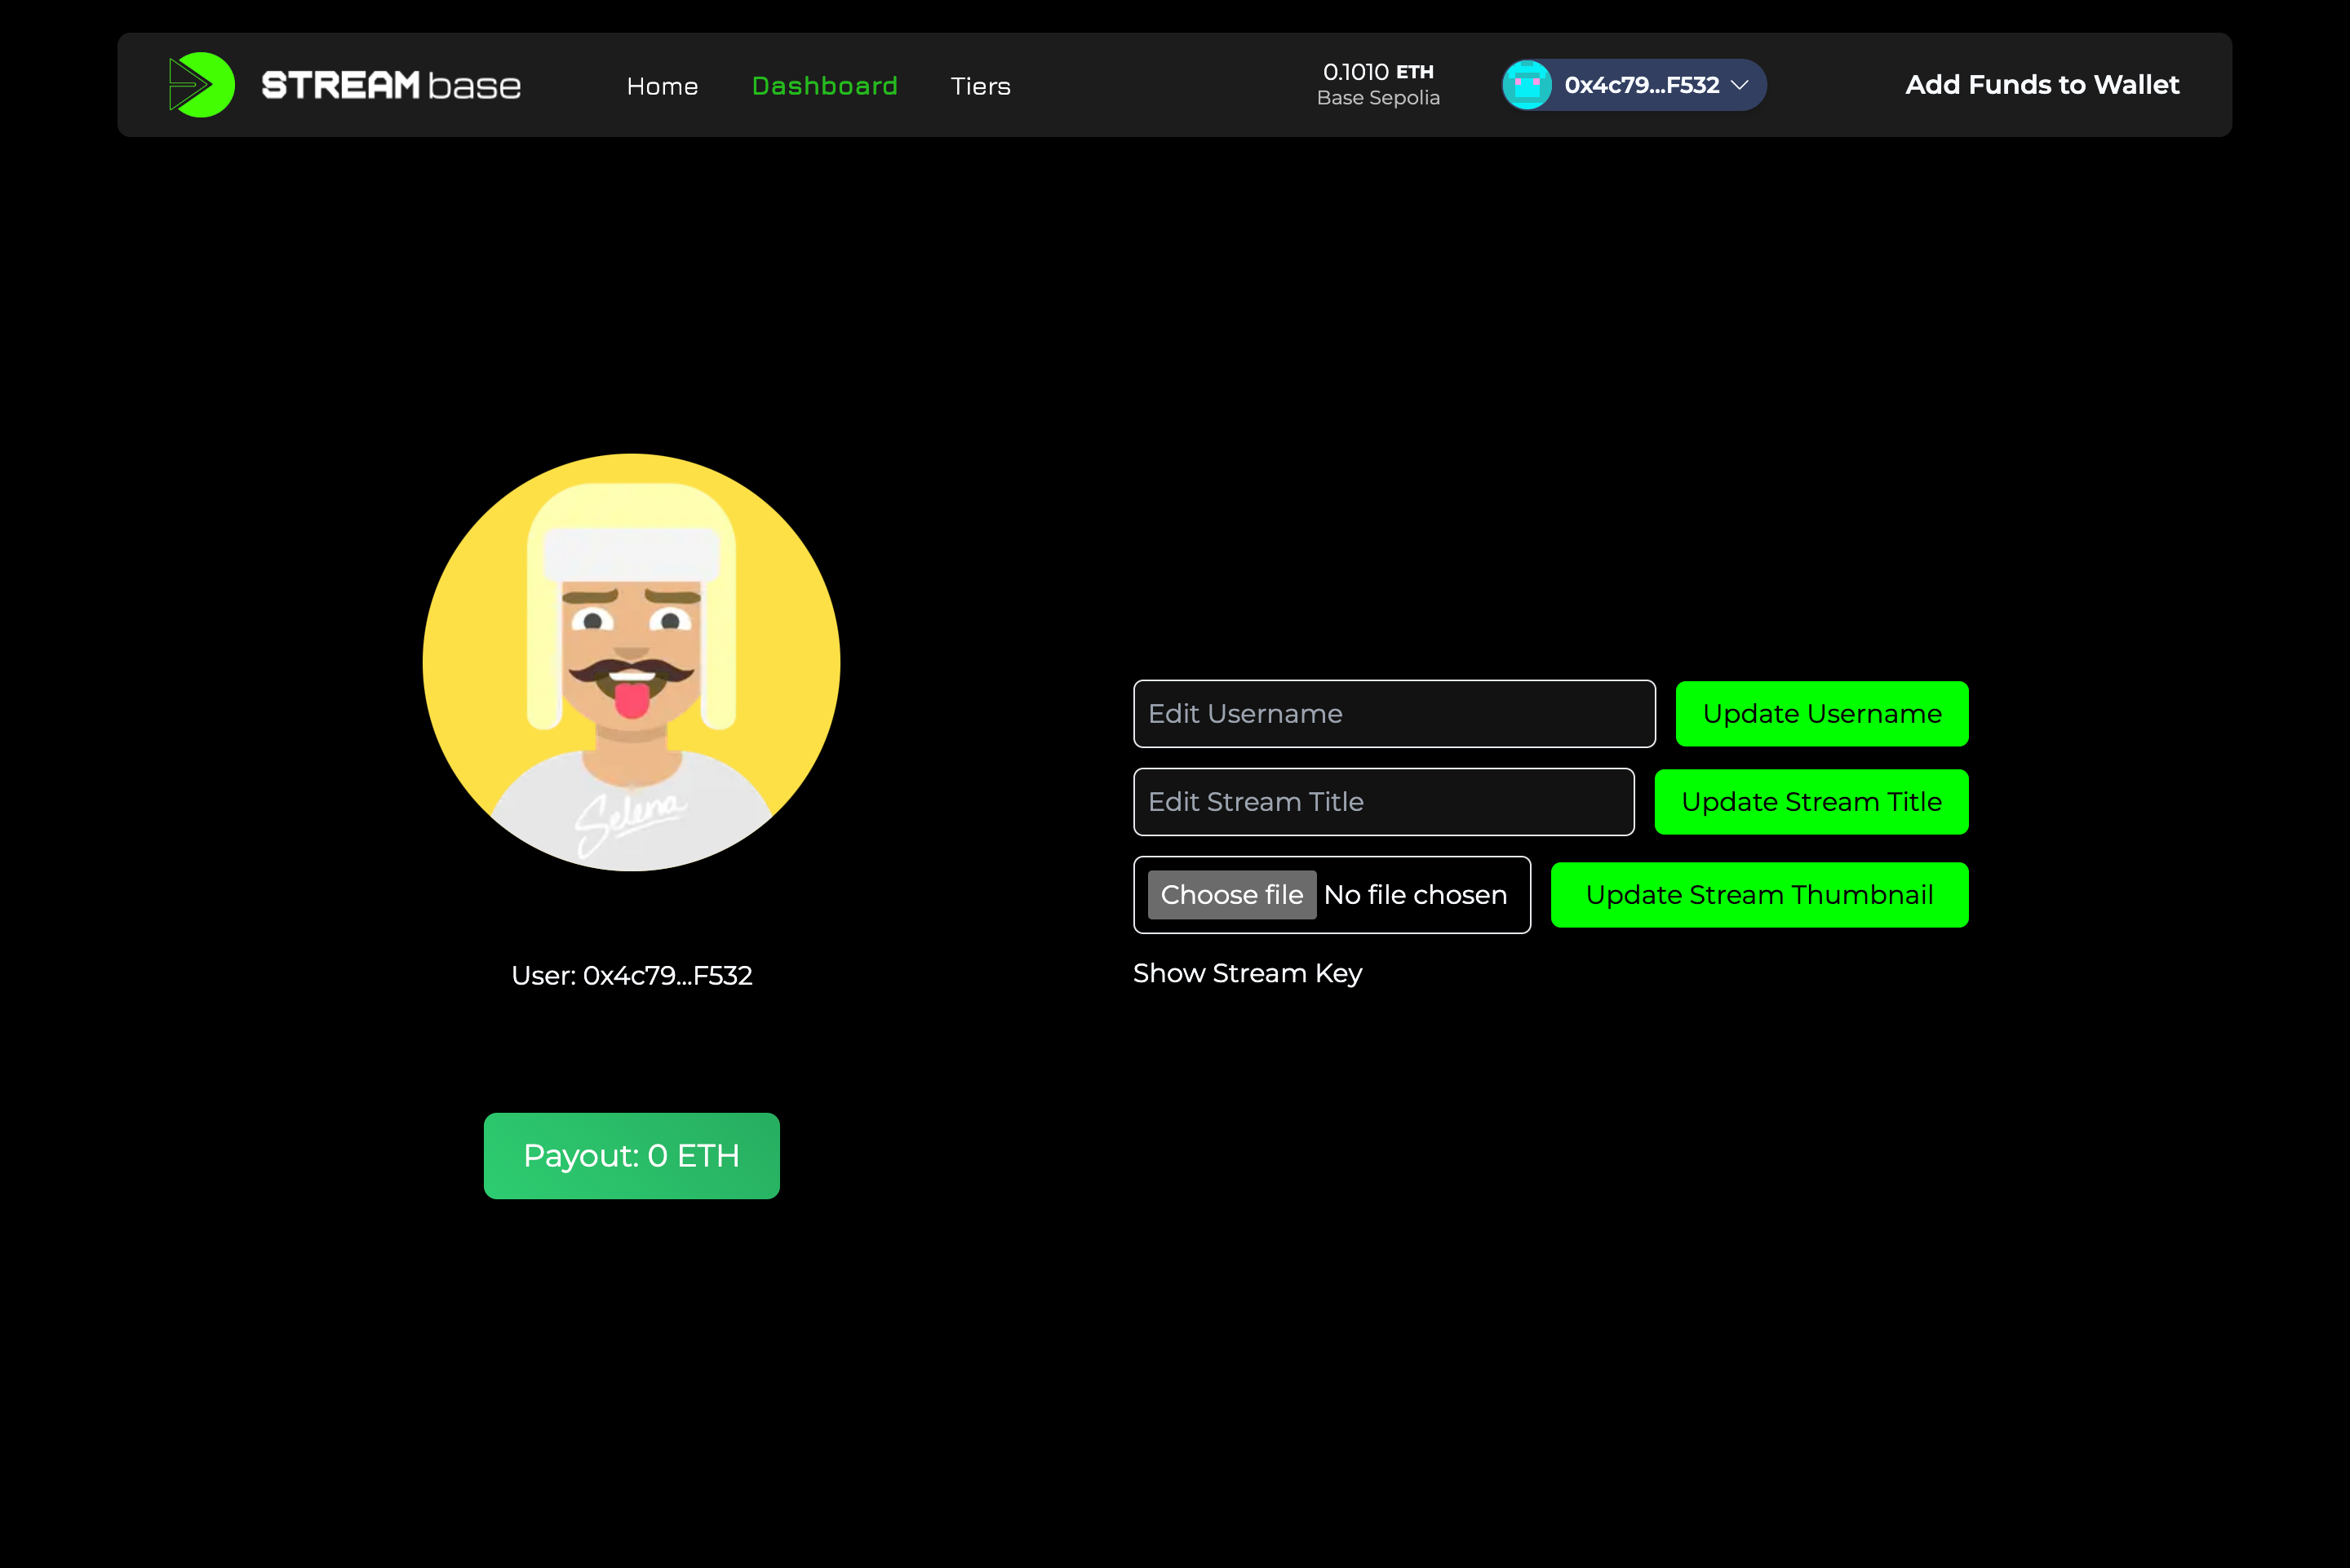 STREAM base
Home Dashboard Tiers
0.1010 ETH
Base Sepolia
0x4c79...F532
Add Funds to Wallet
Selena
User: 0x4c79...F532
Payout: 0 ETH
Edit Username
Update Username
Edit Stream Title
Update Stream Title
Choose file No file chosen
Update Stream Thumbnail
Show Stream Key